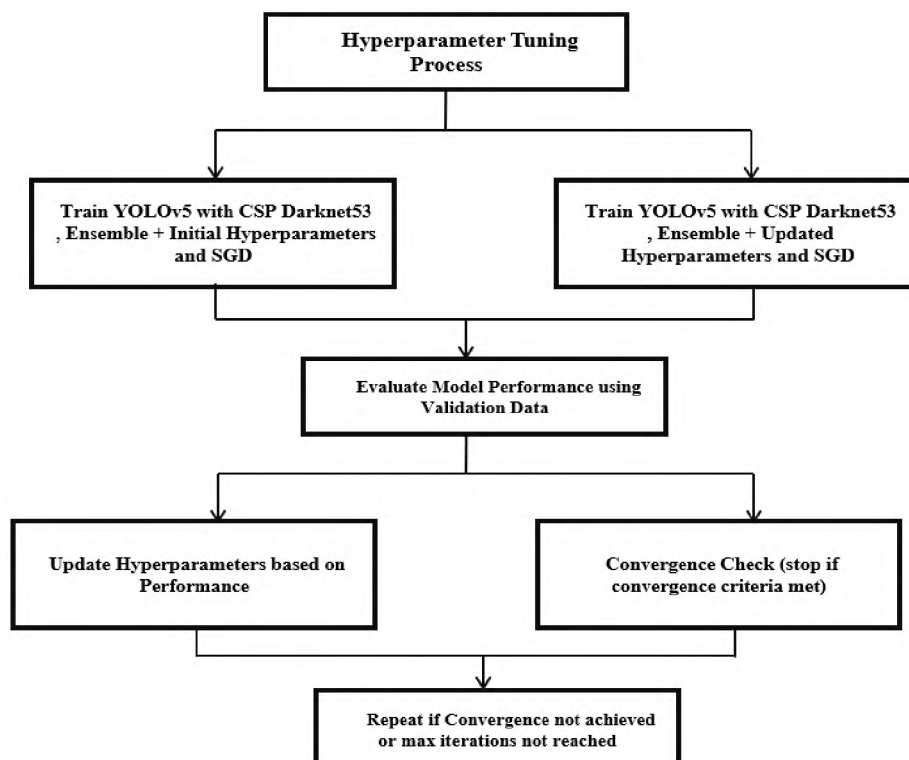 Hyperparameter Tuning
Process
Train YOLOv5 with CSP Darknet53
, Ensemble + Initial Hyperparameters
and SGD
Train YOLOv5 with CSP Darknet53
, Ensemble + Updated
Hyperparameters and SGD
Evaluate Model Performance using
Validation Data
Update Hyperparameters based on
Performance
Convergence Check (stop if
convergence criteria met)
Repeat if Convergence not achieved
or max iterations not reached